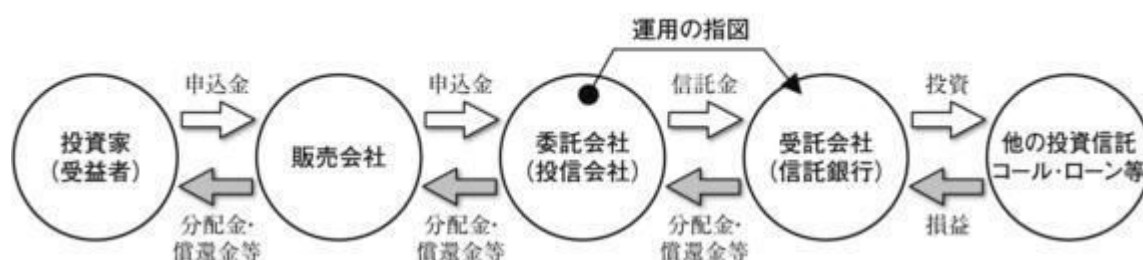 運用の指図
申込金
申込金
信託金
投資
投資家
(受益者)
販売会社
委託会社
(投信会社)
受託会社
(信託銀行)
他の投資信託
コール・ローン等
分配金・
償還金等
分配金・
償還金等
分配金・
償還金等
損益